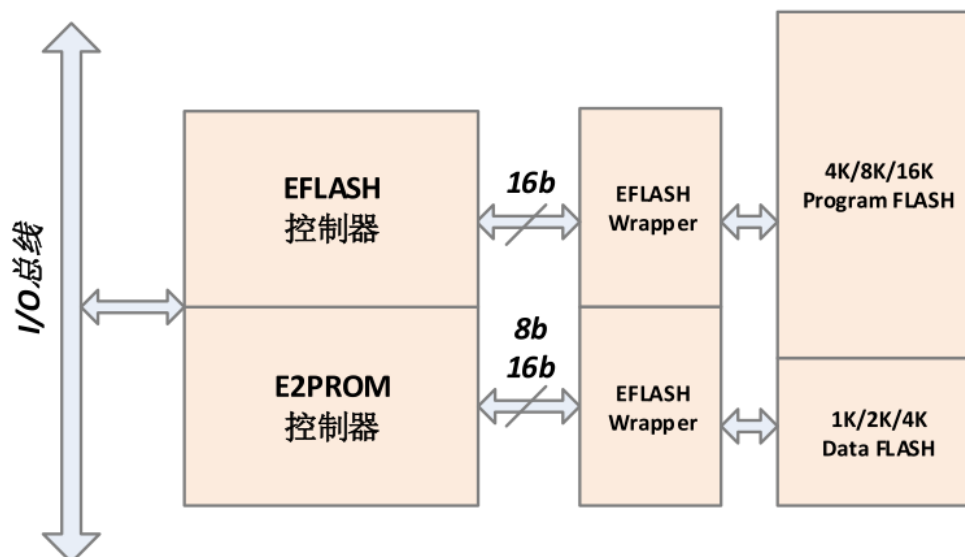 I/O总线
EFLASH
控制器
16b
EFLASH
Wrapper
4K/8K/16K
Program FLASH
E2PROM
控制器
8b
16b
EFLASH
Wrapper
1K/2K/4K
Data FLASH